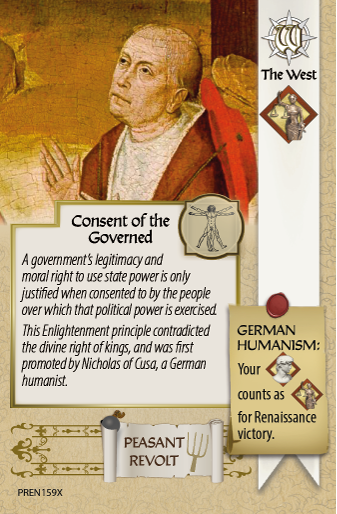 W
The West
Consent of the
Governed
A government's legitimacy and
moral right to use state power is only
justified when consented to by the people
over which that political power is exercised.
This Enlightenment principle contradicted
the divine right of kings, and was first
promoted by Nicholas of Cusa, a German
humanist.
GERMAN
HUMANISM:
Your
counts as
for Renaissance
victory.
PEASANT
REVOLT
PREN159X